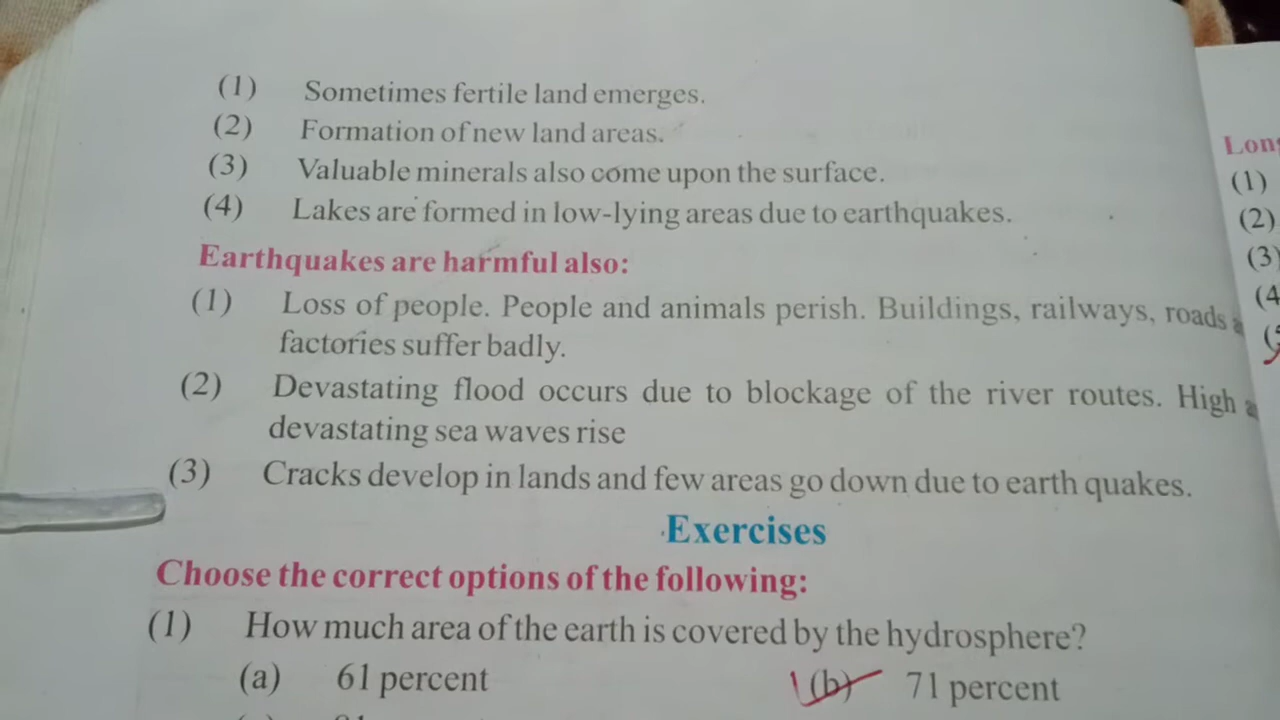 (1) Sometimes fertile land emerges.
(2) Formation of new land areas.
(3) Valuable minerals also come upon the surface.
(4) Lakes are formed in low-lying areas due to earthquakes.
Earthquakes are harmful also:
(1) Loss of people. People and animals perish. Buildings, railways, roads
factories suffer badly.
(2) Devastating flood occurs due to blockage of the river routes. High
devastating sea waves rise
(3) Cracks develop in lands and few areas go down due to earth quakes.
Exercises
Choose the correct options of the following:
(1) How much area of the earth is covered by the hydrosphere?
(a) 61 percent (b) 71 percent
(1)
(2)
(3)
(4